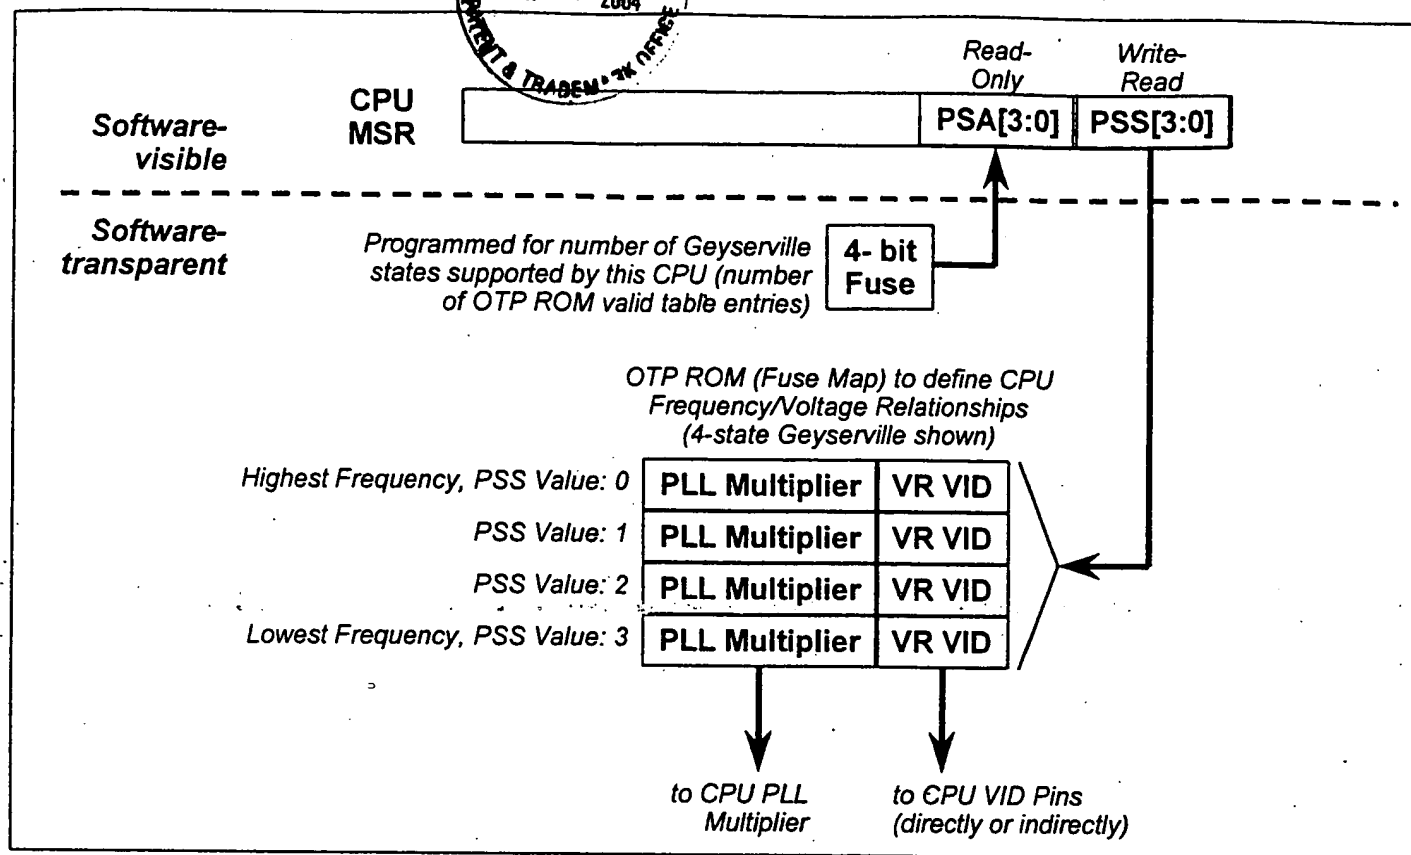 2004
& TRADEM
OFFICE
Read-
Only
Write-
Read
CPU
MSR
PSA[3:0]
PSS[3:0]
Software-
visible
Software-
transparent
Programmed for number of Geyserville
states supported by this CPU (number
of OTP ROM valid table entries)
4- bit
Fuse
OTP ROM (Fuse Map) to define CPU
Frequency/Voltage Relationships
(4-state Geyserville shown)
Highest Frequency, PSS Value: 0
PLL Multiplier
VR VID
PSS Value: 1
PLL Multiplier
VR VID
PSS Value: 2
PLL Multiplier
VR VID
Lowest Frequency, PSS Value: 3
PLL Multiplier
VR VID
to CPU PLL
Multiplier
to CPU VID Pins
(directly or indirectly)